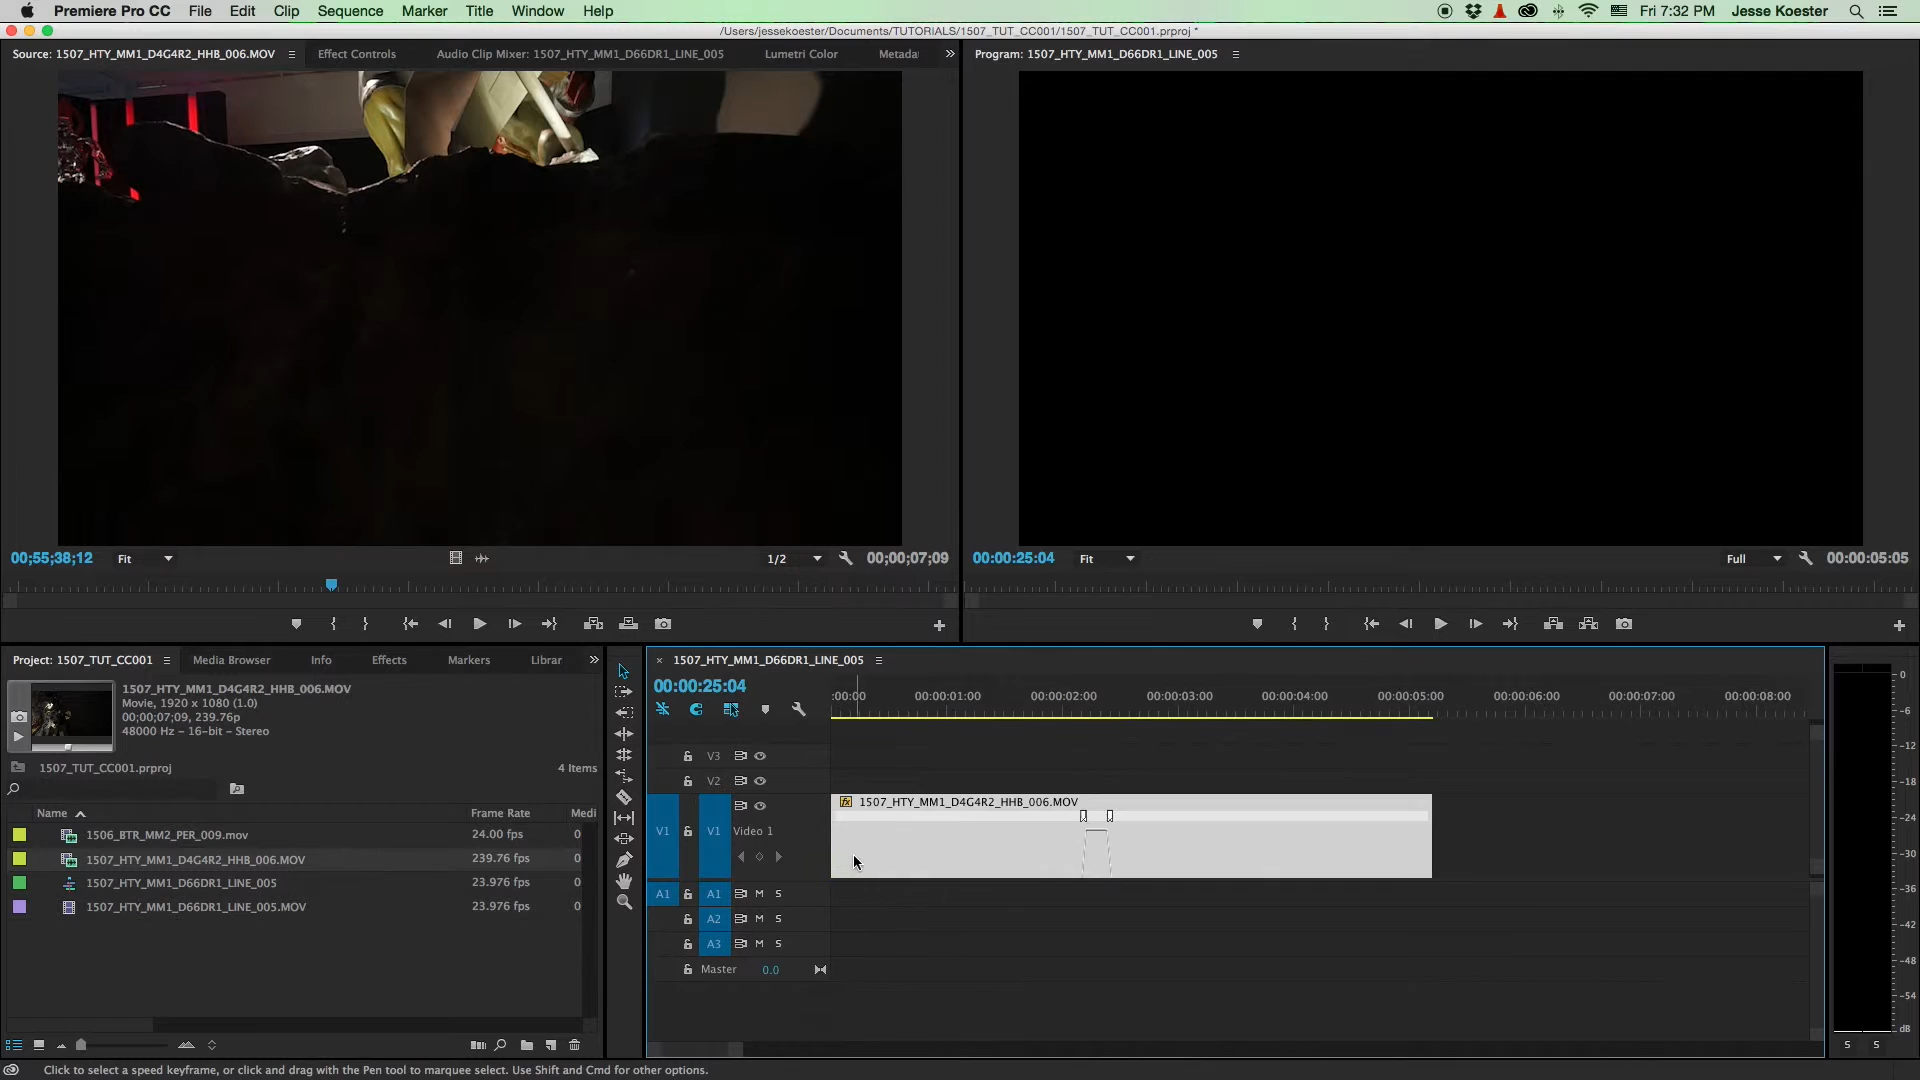 Premiere Pro CC File Edit Clip Sequence Marker Title Window Help Fri 7:32 PM Jesse Koester
/Users/jessekoester/Documents/TUTORIALS/1507_TUT_CC001/1507_TUT_CC001.prproj *
Source: 1507_HTY_MM1_D4G4R2_HHB_006.MOV Effect Controls Audio Clip Mixer: 1507_HTY_MM1_D66DR1_LINE_005 Lumetri Color Metada
Program: 1507_HTY_MM1_D66DR1_LINE_005
00;55;38;12 Fit 1/2 00;00;07;09
00:00:25:04 Fit Full 00:00:05:05
Project: 1507_TUT_CC001 Media Browser Info Effects Markers Librar
1507_HTY_MM1_D4G4R2_HHB_006.MOV
Movie, 1920 x 1080 (1.0)
00;00;07;09, 239.76p
48000 Hz - 16-bit - Stereo
1507_TUT_CC001.prproj 4 Items
Name Frame Rate Medi
1506_BTR_MM2_PER_009.mov 24.00 fps 0
1507_HTY_MM1_D4G4R2_HHB_006.MOV 239.76 fps 0
1507_HTY_MM1_D66DR1_LINE_005 23.976 fps 0
1507_HTY_MM1_D66DR1_LINE_005.MOV 23.976 fps 0
× 1507_HTY_MM1_D66DR1_LINE_005
00:00:25:04
:00:00 00:00:01:00 00:00:02:00 00:00:03:00 00:00:04:00 00:00:05:00 00:00:06:00 00:00:07:00 00:00:08:00
V3
V2
fx 1507_HTY_MM1_D4G4R2_HHB_006.MOV
V1 V1 Video 1
A1 A1 M S
A2 M S
A3 M S
Master 0.0
0
-6
-12
-18
-24
-30
-36
-42
-48
-54
dB
S S
Click to select a speed keyframe, or click and drag with the Pen tool to marquee select. Use Shift and Cmd for other options.